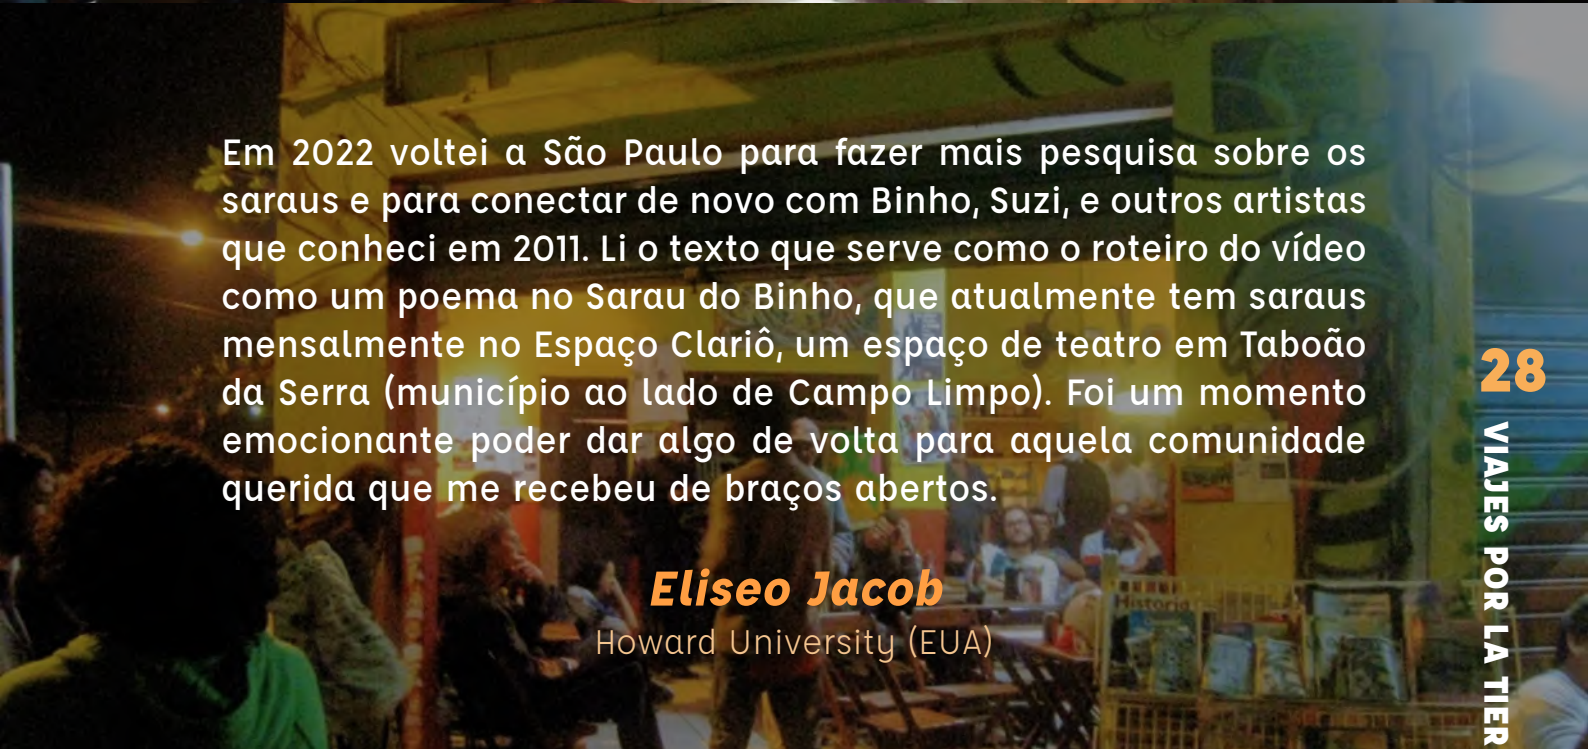 Em 2022 voltei a São Paulo para fazer mais pesquisa sobre os
saraus e para conectar de novo com Binho, Suzi, e outros artistas
que conheci em 2011. Li o texto que serve como o roteiro do vídeo
como um poema no Sarau do Binho, que atualmente tem saraus
mensalmente no Espaço Clariô, um espaço de teatro em Taboão
da Serra (município ao lado de Campo Limpo). Foi um momento
emocionante poder dar algo de volta para aquela comunidade
querida que me recebeu de braços abertos.
Eliseo Jacob
Howard University (EUA)
Historia
28
VIAJES POR LA TIER